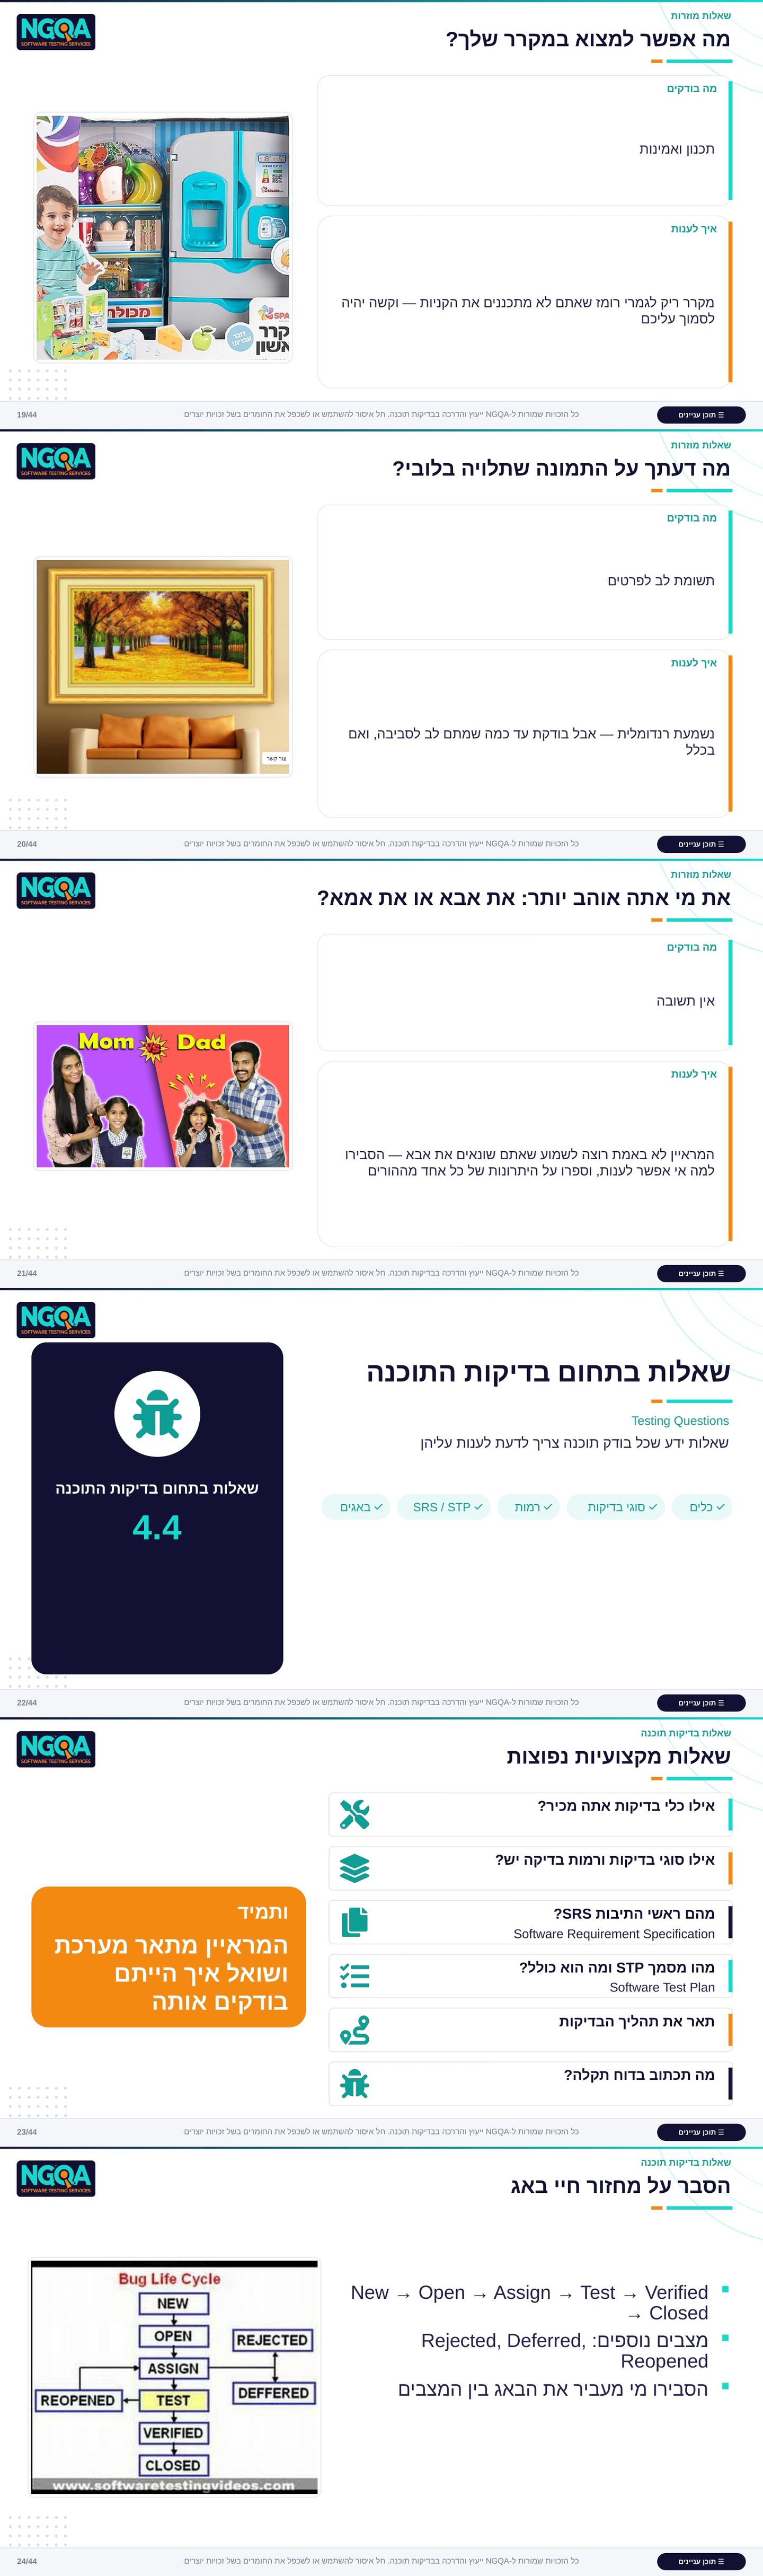 שאלות מוזרות
מה אפשר למצוא במקרר שלך?
NGQA
SOFTWARE TESTING SERVICES
מה בודקים
תכנון ואמינות
איך לענות
מקרר ריק לגמרי רומז שאתם לא מתכננים את הקניות — וקשה יהיה
לסמוך עליכם
מכולת
SPA
דובר עברית!
קרר
אשון
☰ תוכן עניינים
כל הזכויות שמורות ל-NGQA ייעוץ והדרכה בבדיקות תוכנה. חל איסור להשתמש או לשכפל את החומרים בשל זכויות יוצרים
19/44
שאלות מוזרות
מה דעתך על התמונה שתלויה בלובי?
NGQA
SOFTWARE TESTING SERVICES
מה בודקים
תשומת לב לפרטים
איך לענות
נשמעת רנדומלית — אבל בודקת עד כמה שמתם לב לסביבה, ואם
בכלל
צור קשר
☰ תוכן עניינים
כל הזכויות שמורות ל-NGQA ייעוץ והדרכה בבדיקות תוכנה. חל איסור להשתמש או לשכפל את החומרים בשל זכויות יוצרים
20/44
שאלות מוזרות
את מי אתה אוהב יותר: את אבא או את אמא?
NGQA
SOFTWARE TESTING SERVICES
מה בודקים
אין תשובה
איך לענות
המראיין לא באמת רוצה לשמוע שאתם שונאים את אבא — הסבירו
למה אי אפשר לענות, וספרו על היתרונות של כל אחד מההורים
Mom VS Dad
☰ תוכן עניינים
כל הזכויות שמורות ל-NGQA ייעוץ והדרכה בבדיקות תוכנה. חל איסור להשתמש או לשכפל את החומרים בשל זכויות יוצרים
21/44
NGQA
SOFTWARE TESTING SERVICES
שאלות בתחום בדיקות התוכנה
Testing Questions
שאלות ידע שכל בודק תוכנה צריך לדעת לענות עליהן
✓ כלים
✓ סוגי בדיקות
✓ רמות
✓ SRS / STP
✓ באגים
שאלות בתחום בדיקות התוכנה
4.4
☰ תוכן עניינים
כל הזכויות שמורות ל-NGQA ייעוץ והדרכה בבדיקות תוכנה. חל איסור להשתמש או לשכפל את החומרים בשל זכויות יוצרים
22/44
שאלות בדיקות תוכנה
שאלות מקצועיות נפוצות
NGQA
SOFTWARE TESTING SERVICES
אילו כלי בדיקות אתה מכיר?
אילו סוגי בדיקות ורמות בדיקה יש?
מהם ראשי התיבות SRS?
Software Requirement Specification
מהו מסמך STP ומה הוא כולל?
Software Test Plan
תאר את תהליך הבדיקות
מה תכתוב בדוח תקלה?
ותמיד
המראיין מתאר מערכת
ושואל איך הייתם
בודקים אותה
☰ תוכן עניינים
כל הזכויות שמורות ל-NGQA ייעוץ והדרכה בבדיקות תוכנה. חל איסור להשתמש או לשכפל את החומרים בשל זכויות יוצרים
23/44
שאלות בדיקות תוכנה
הסבר על מחזור חיי באג
NGQA
SOFTWARE TESTING SERVICES
New → Open → Assign → Test → Verified
→ Closed
מצבים נוספים: Rejected, Deferred,
Reopened
הסבירו מי מעביר את הבאג בין המצבים
Bug Life Cycle
NEW
OPEN
REJECTED
ASSIGN
DEFFERED
REOPENED
TEST
VERIFIED
CLOSED
www.softwaretestingvideos.com
☰ תוכן עניינים
כל הזכויות שמורות ל-NGQA ייעוץ והדרכה בבדיקות תוכנה. חל איסור להשתמש או לשכפל את החומרים בשל זכויות יוצרים
24/44